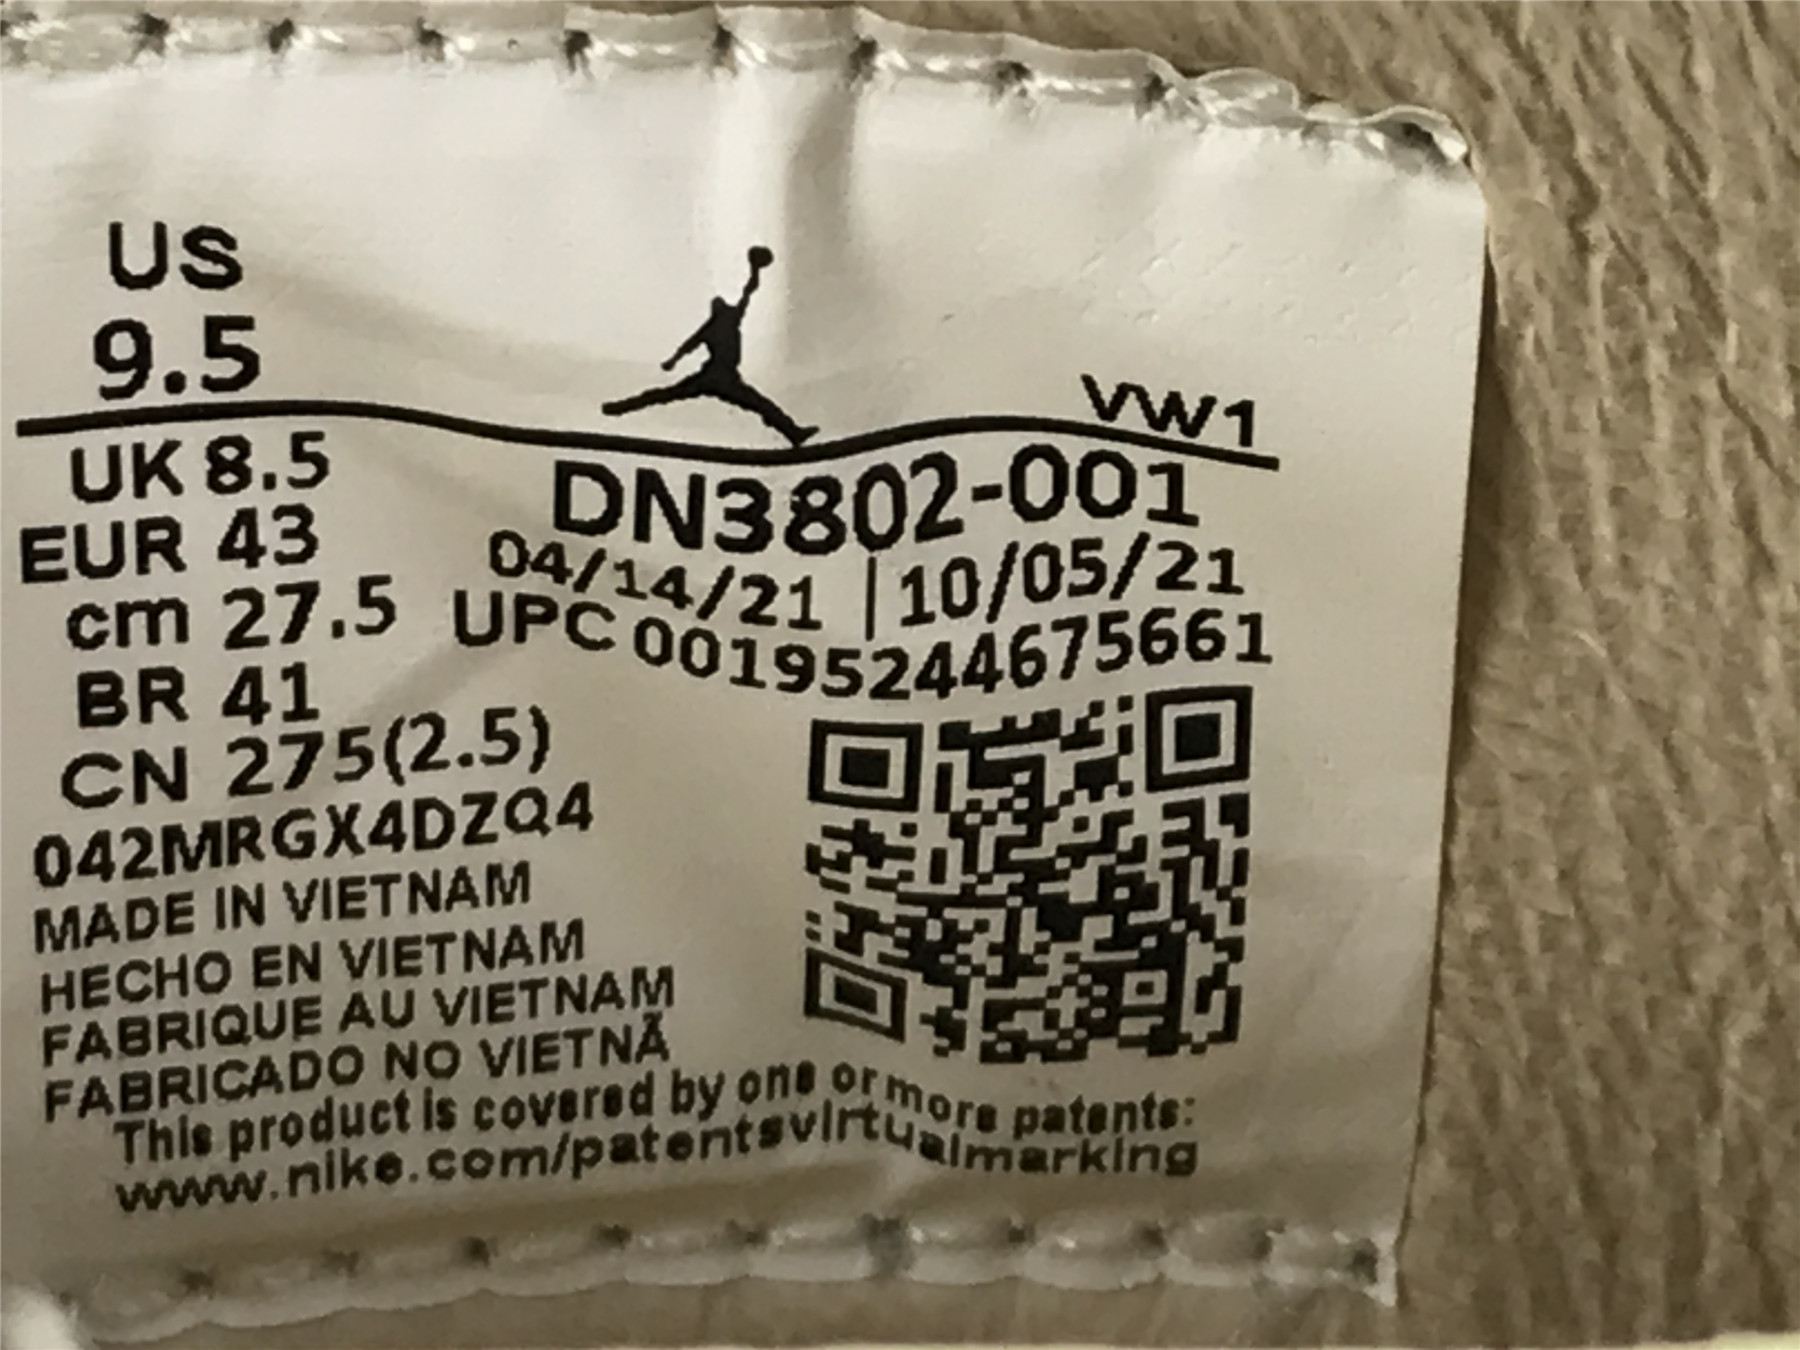 US
9.5
VW1
UK 8.5
EUR 43
cm 27.5
BR 41
CN 275(2.5)
DN3802-001
04/14/21 | 10/05/21
UPC 00195244675661
042MRGX4DZQ4
MADE IN VIETNAM
HECHO EN VIETNAM
FABRIQUE AU VIETNAM
FABRICADO NO VIETNÃ
This product is covered by one or more patents:
www.nike.com/patentsvirtualmarking